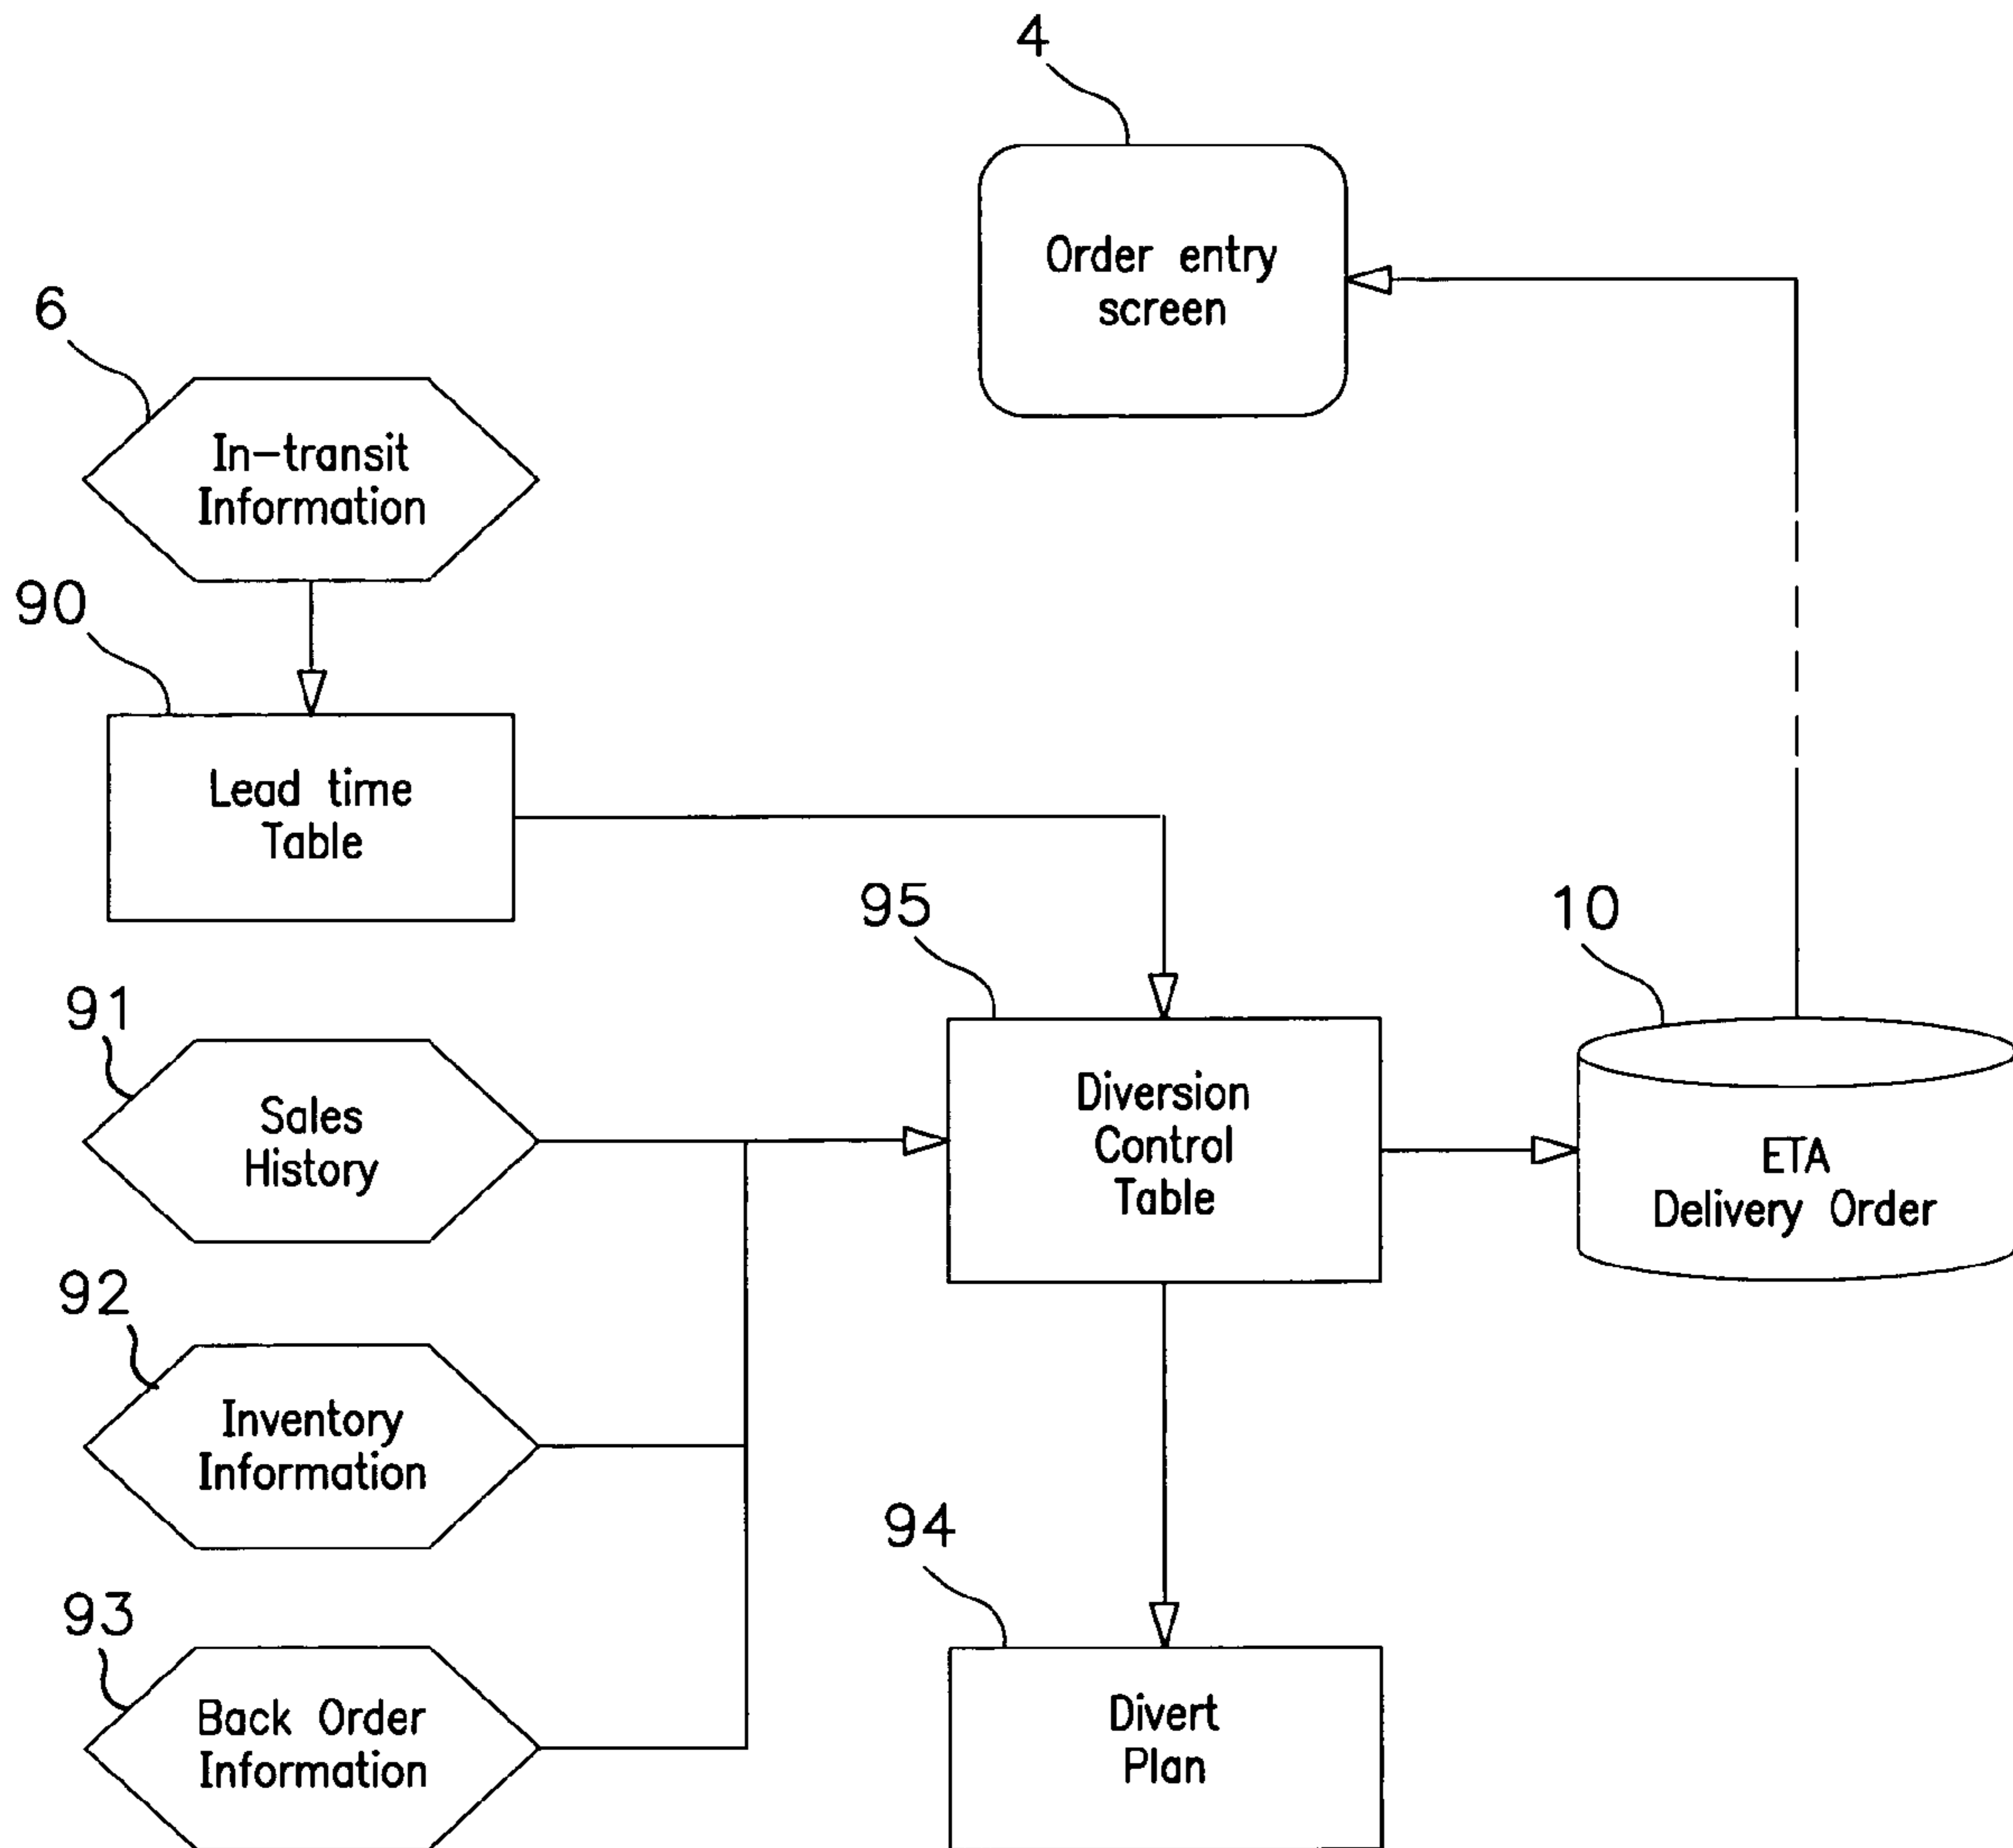 4
Order entry
screen
6
In-transit
Information
90
Lead time
Table
95
10
91
Sales
History
Diversion
Control
Table
ETA
Delivery Order
92
Inventory
Information
94
93
Back Order
Information
Divert
Plan